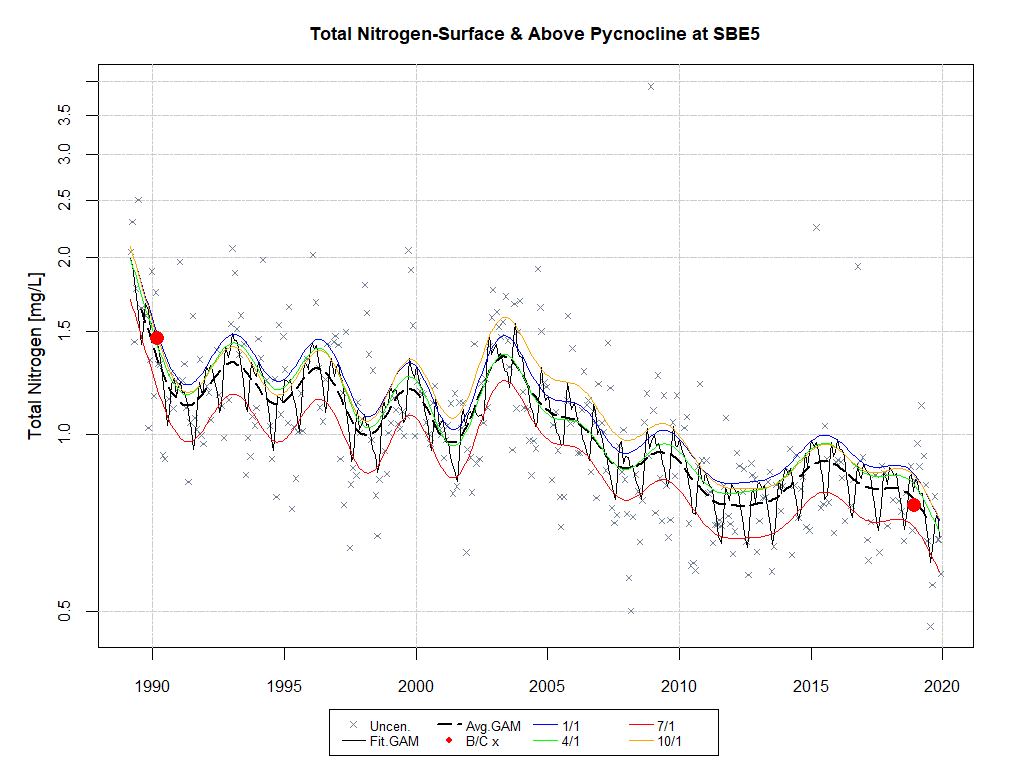 Total Nitrogen-Surface & Above Pycnocline at SBE5
Total Nitrogen [mg/L]
3.5
3.0
2.5
2.0
1.5
1.0
0.5
1990 1995 2000 2005 2010 2015 2020
Uncen. Avg.GAM 1/1 7/1
Fit.GAM B/C x 4/1 10/1